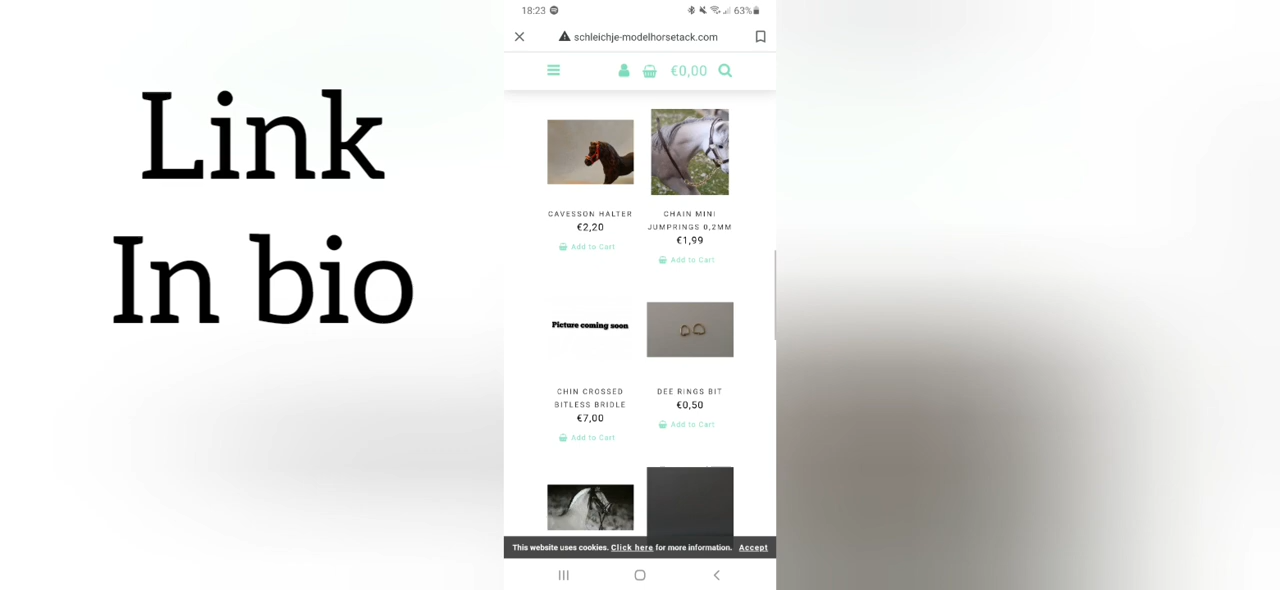 Link
In bio
18:23
63%
schleichje-modelhorsetack.com
€0,00
CAVESSON HALTER
€2,20
Add to Cart
CHAIN MINI
JUMPRINGS 0,2MM
€1,99
Add to Cart
Picture coming soon
CHIN CROSSED
BITLESS BRIDLE
€7,00
Add to Cart
DEE RINGS BIT
€0,50
Add to Cart
This website uses cookies. Click here for more information. Accept